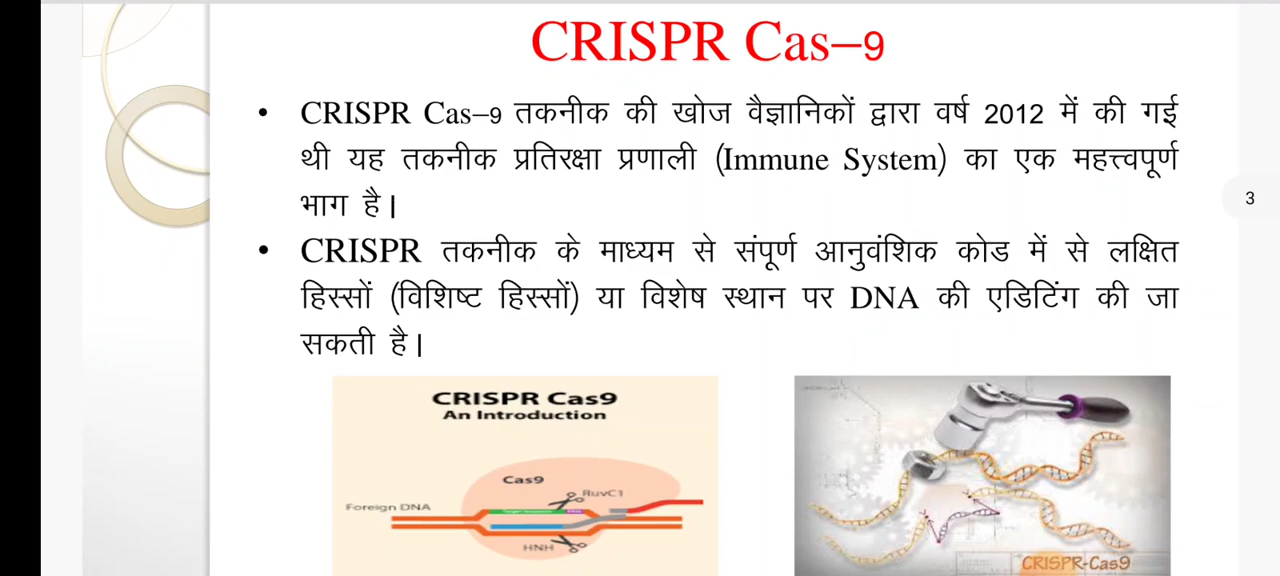 CRISPR Cas–9
• CRISPR Cas–9 तकनीक की खोज वैज्ञानिकों द्वारा वर्ष 2012 में की गई
थी यह तकनीक प्रतिरक्षा प्रणाली (Immune System) का एक महत्त्वपूर्ण
भाग है।
• CRISPR तकनीक के माध्यम से संपूर्ण आनुवंशिक कोड में से लक्षित
हिस्सों (विशिष्ट हिस्सों) या विशेष स्थान पर DNA की एडिटिंग की जा
सकती है।
3
CRISPR Cas9
An Introduction
Cas9
RuvC1
Foreign DNA
HNH
CRISPR-Cas9